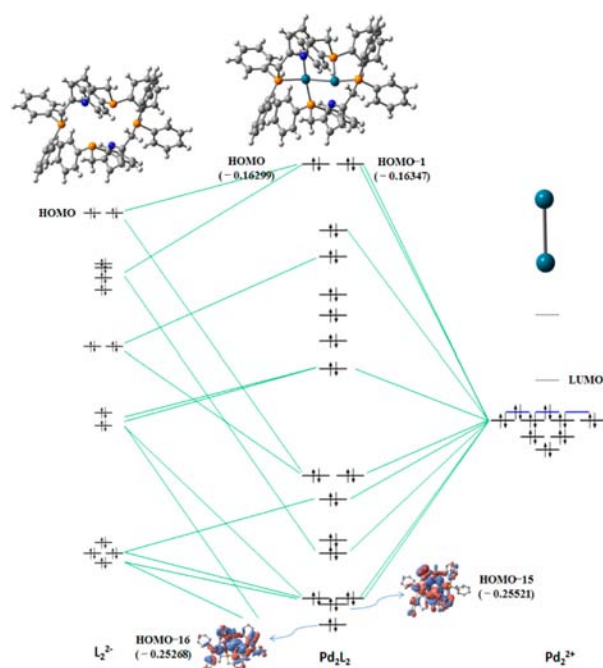 HOMO
(−0.16299)
HOMO−1
(−0.16347)
HOMO
LUMO
HOMO−15
(−0.25521)
HOMO−16
(−0.25268)
L₂²⁻
Pd₂L₂
Pd₂²⁺